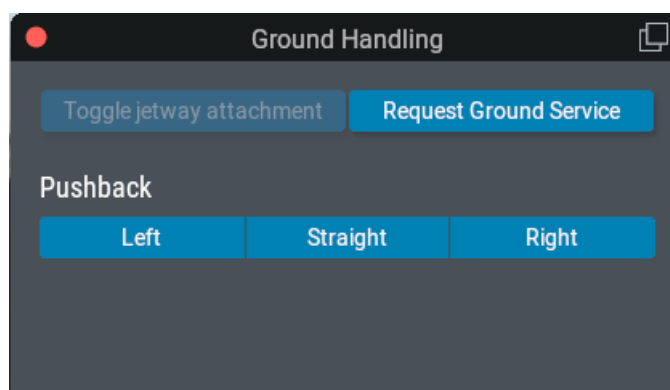 Ground Handling
Toggle jetway attachment Request Ground Service
Pushback
Left Straight Right